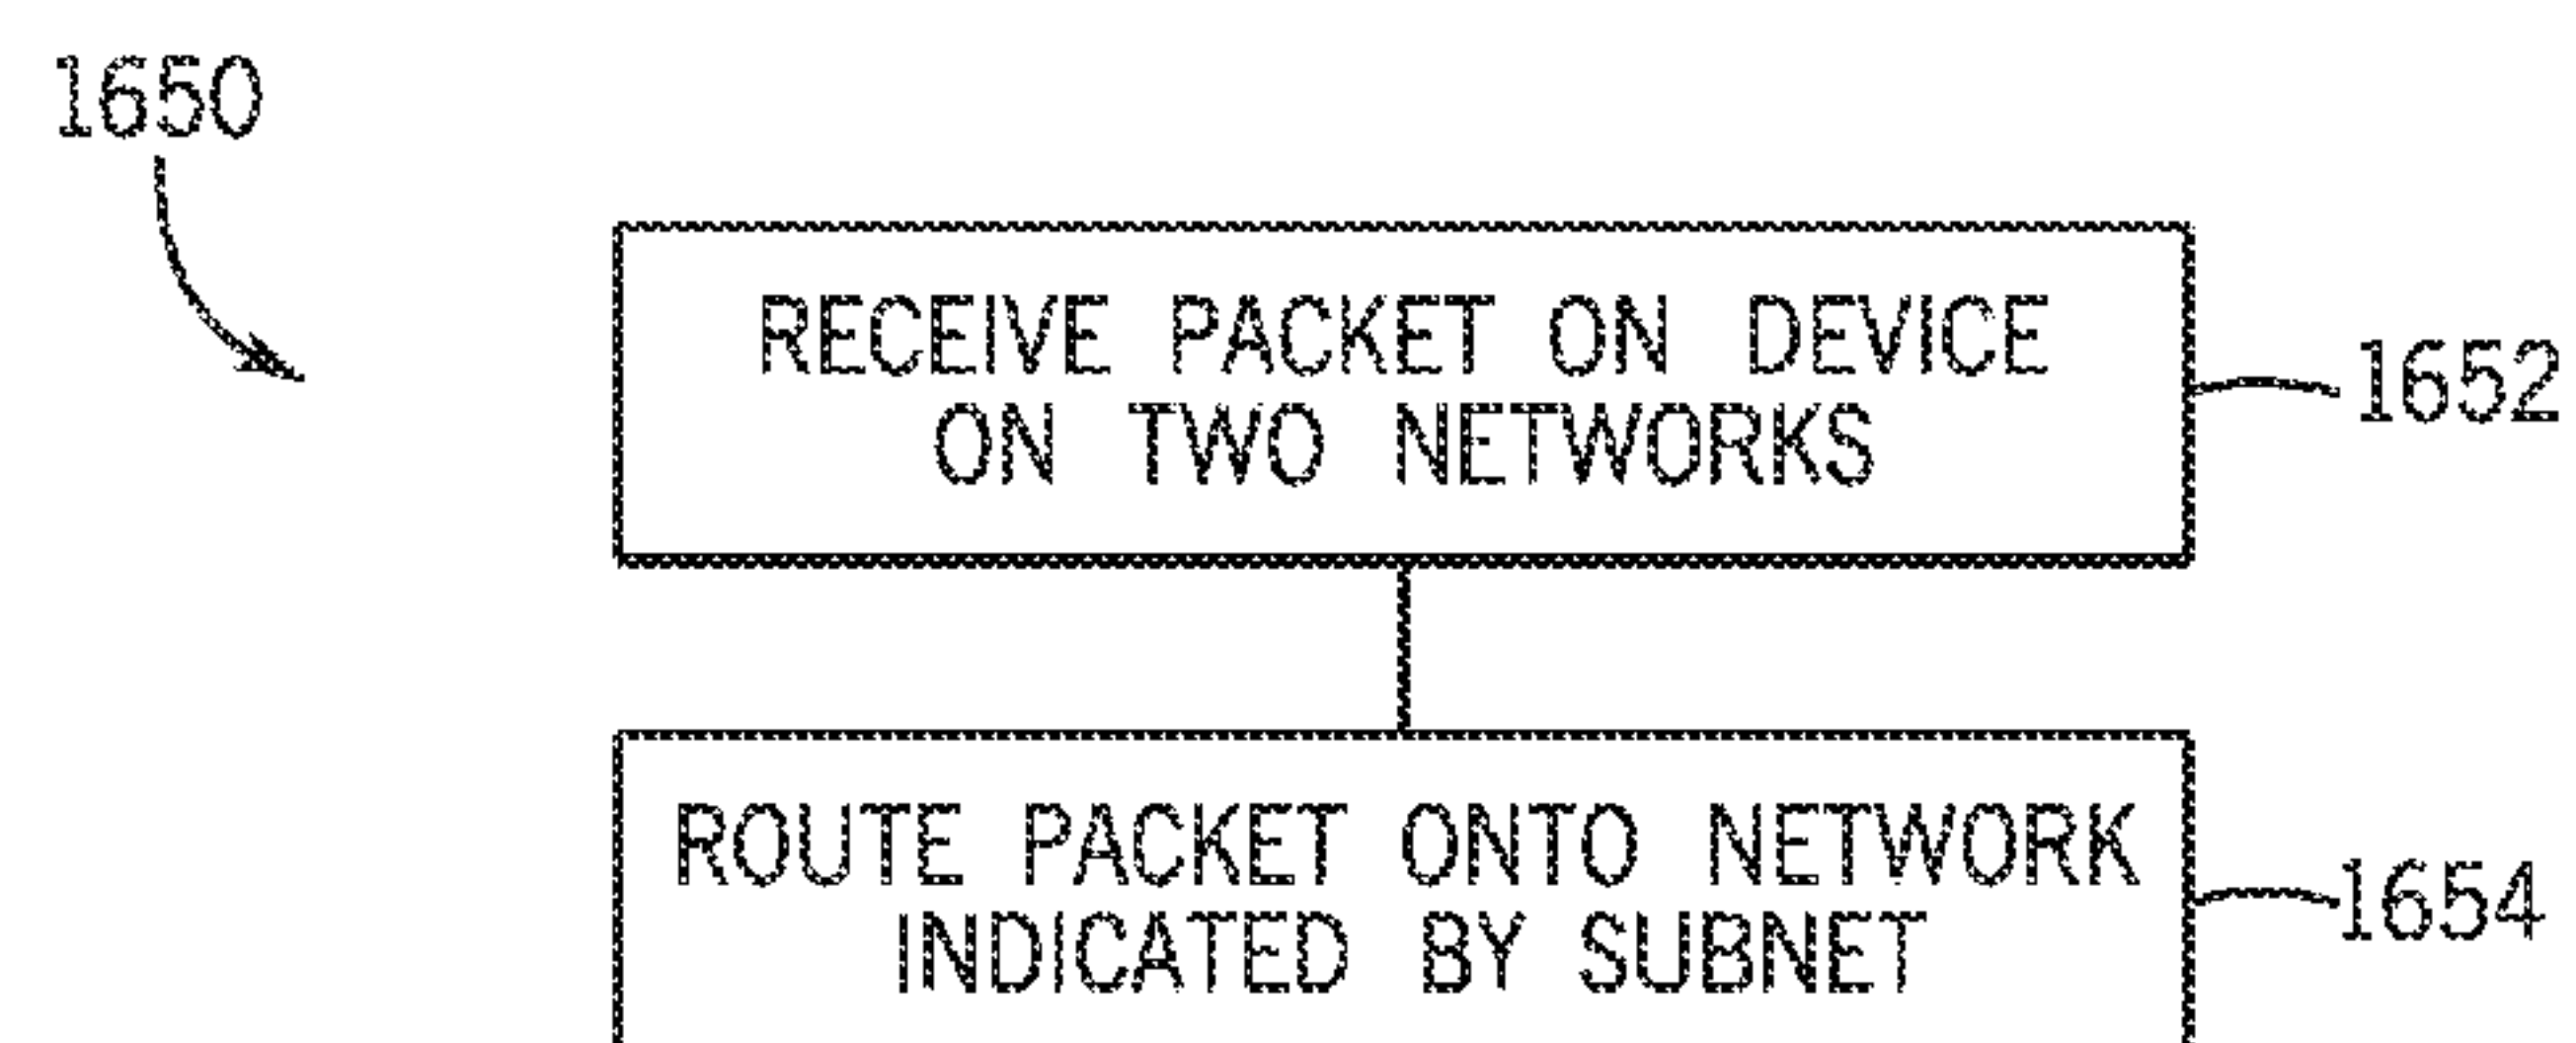 1650
RECEIVE PACKET ON DEVICE
ON TWO NETWORKS
1652
ROUTE PACKET ONTO NETWORK
INDICATED BY SUBNET
1654